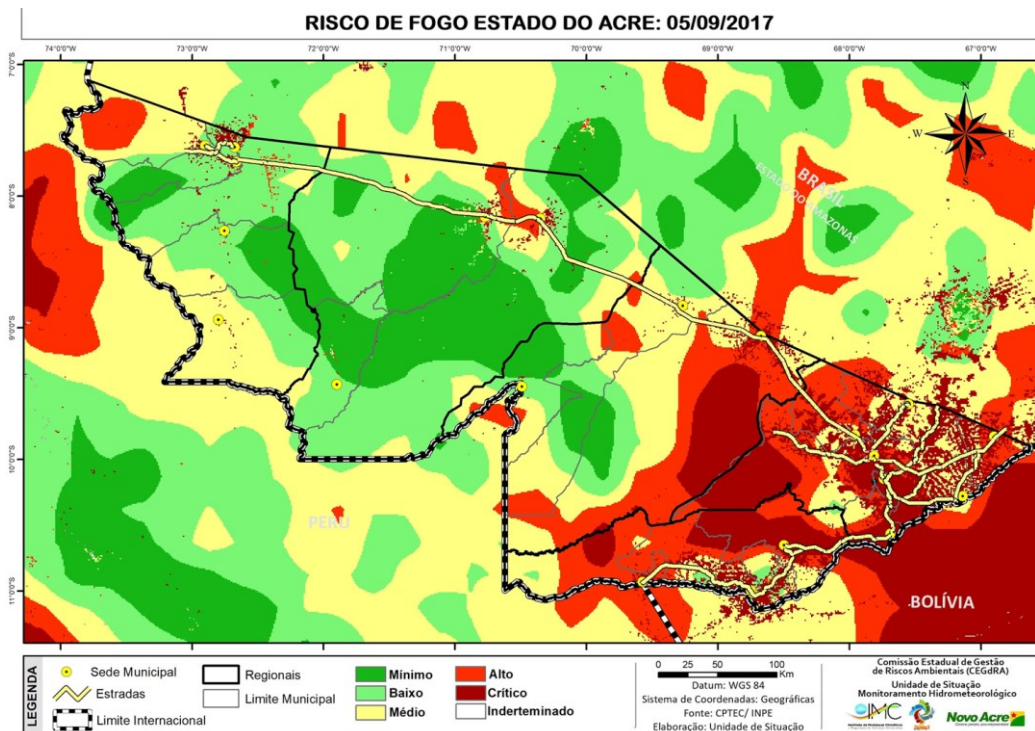 RISCO DE FOGO ESTADO DO ACRE: 05/09/2017
74°0'0"W 73°0'0"W 72°0'0"W 71°0'0"W 70°0'0"W 69°0'0"W 68°0'0"W 67°0'0"W
7°0'0"S
8°0'0"S
9°0'0"S
10°0'0"S
11°0'0"S
N
W E
S
BRASIL
ESTADO DO AMAZONAS
PERU
BOLÍVIA
LEGENDA
Sede Municipal
Estradas
Limite Internacional
Regionais
Limite Municipal
Mínimo
Baixo
Médio
Alto
Crítico
Inderteminado
0 25 50 100
Km
Datum: WGS 84
Sistema de Coordenadas: Geográficas
Fonte: CPTEC/ INPE
Elaboração: Unidade de Situação
Comissão Estadual de Gestão
de Riscos Ambientais (CEGdRA)
Unidade de Situação
Monitoramento Hidrometeorológico
IMC
Novo Acre